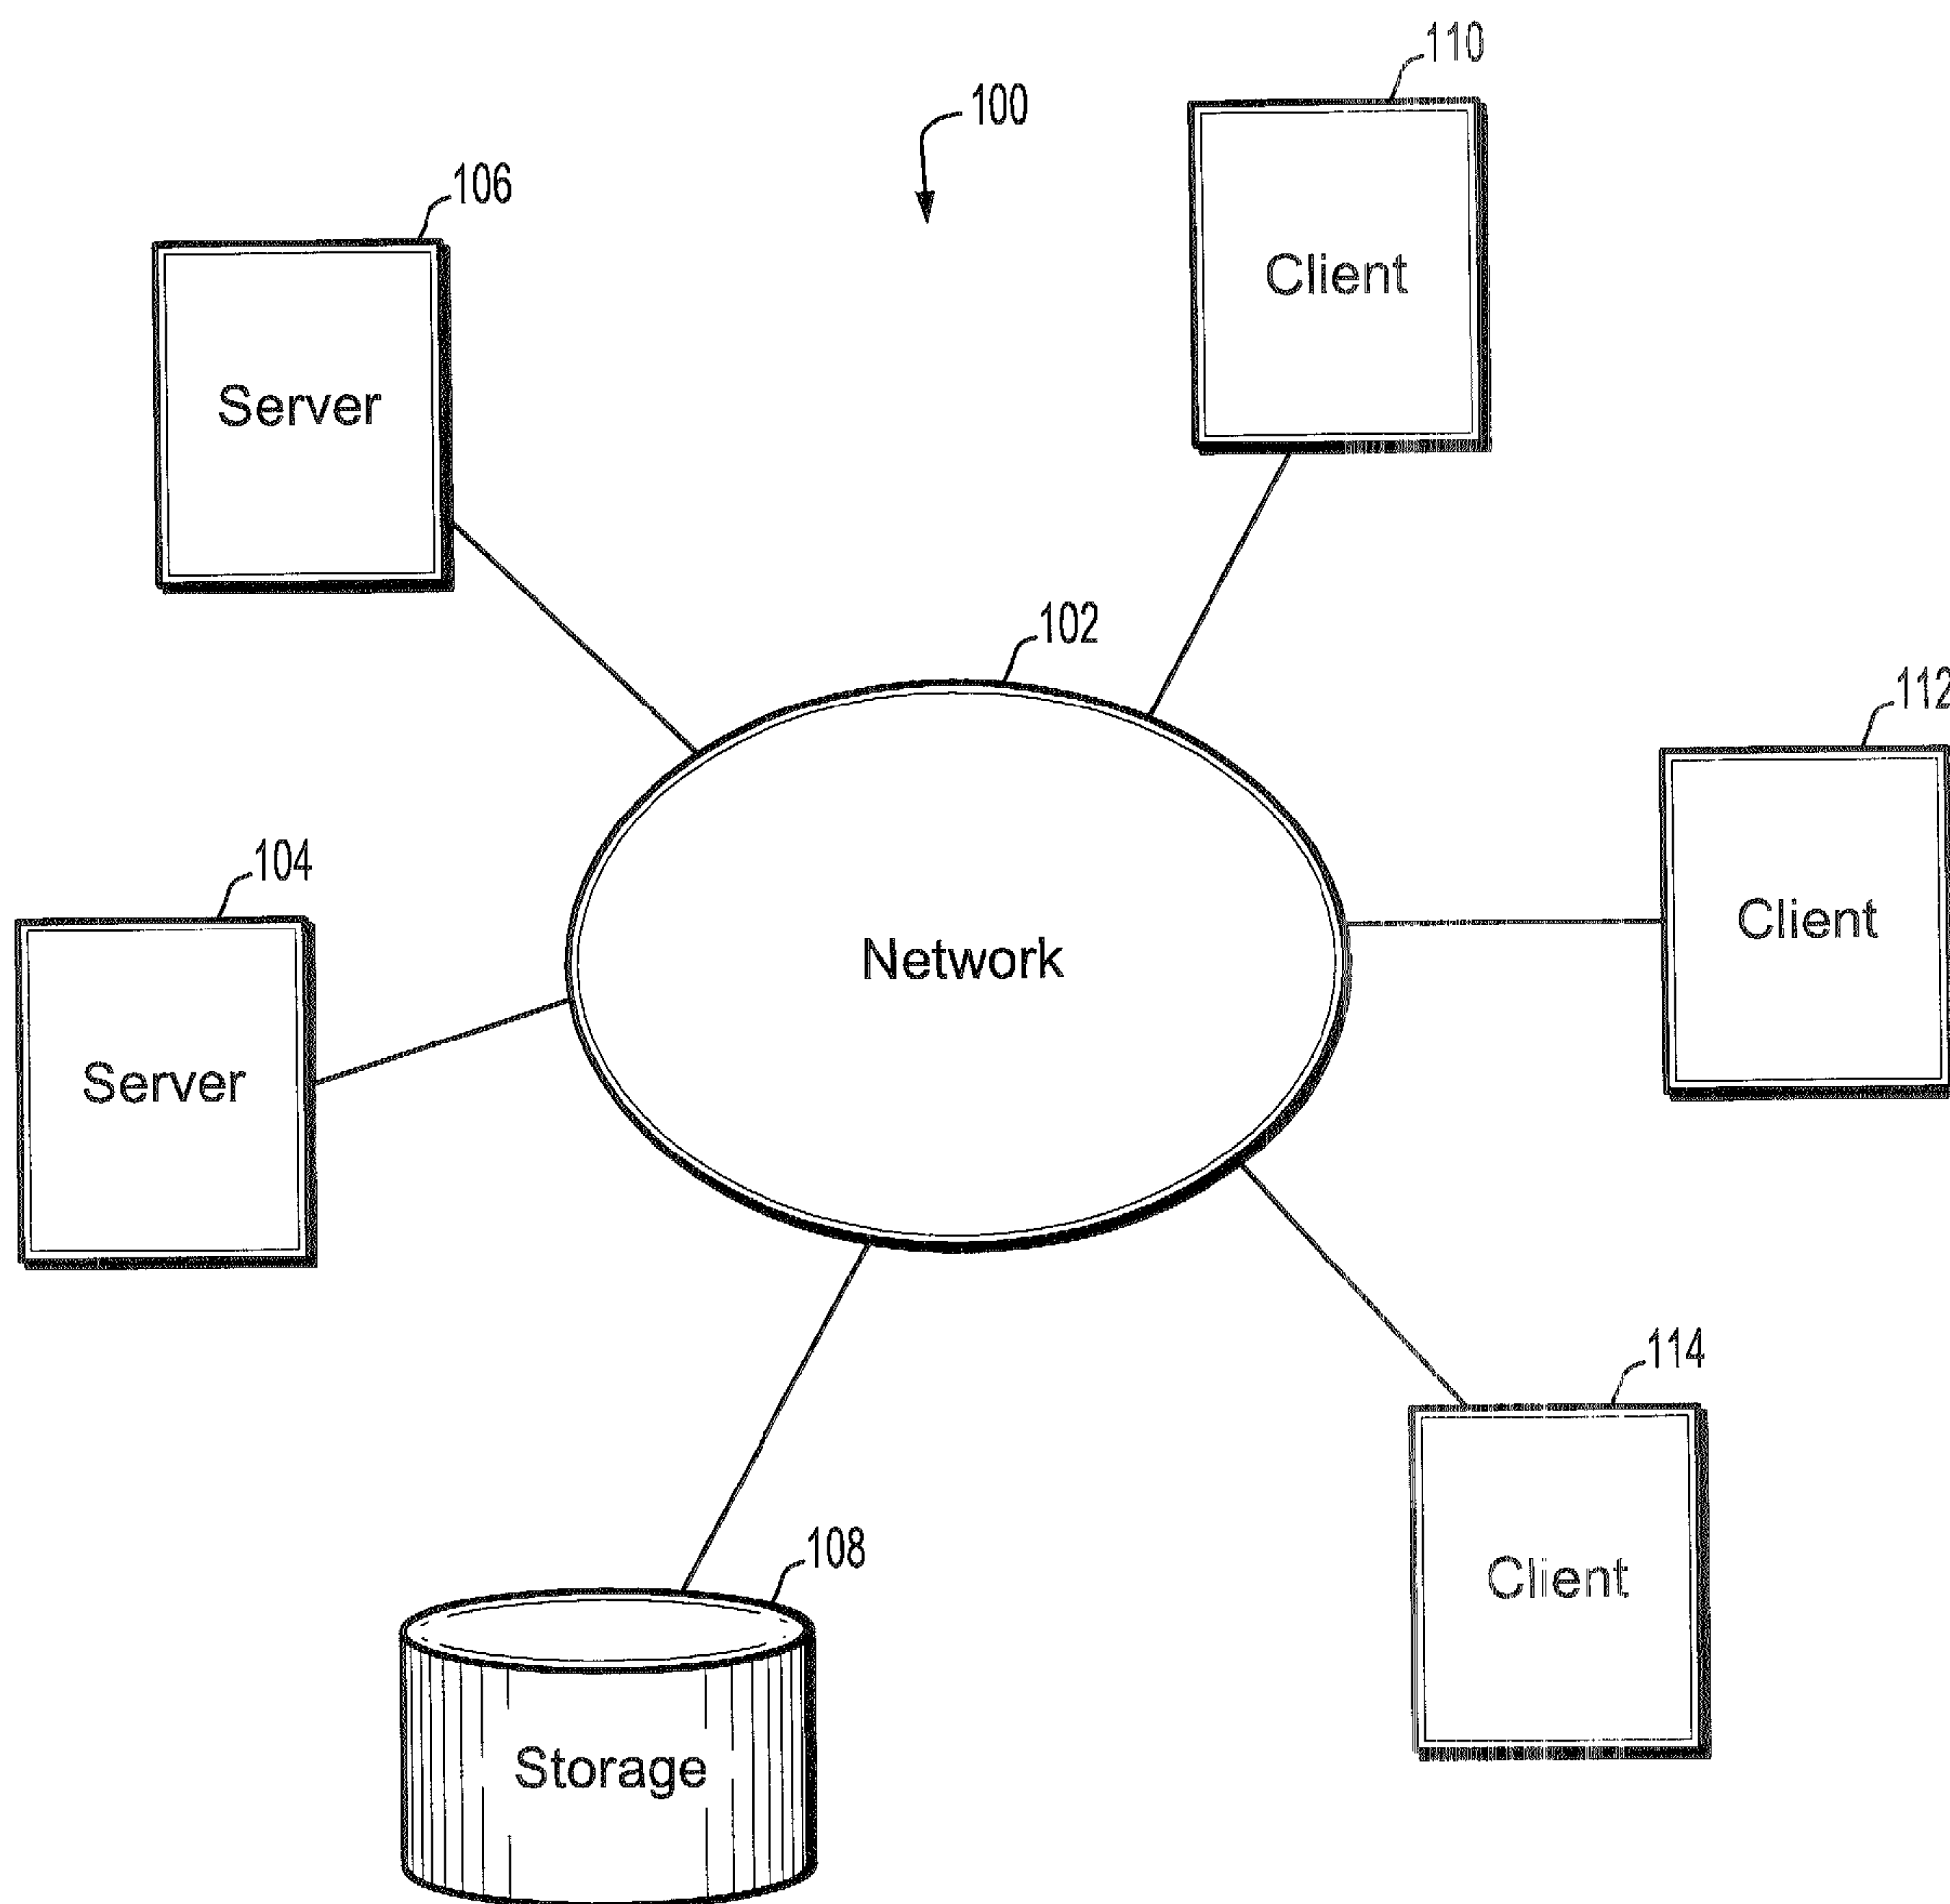 110
100
106
Client
Server
102
112
104
Client
Network
Server
114
108
Client
Storage